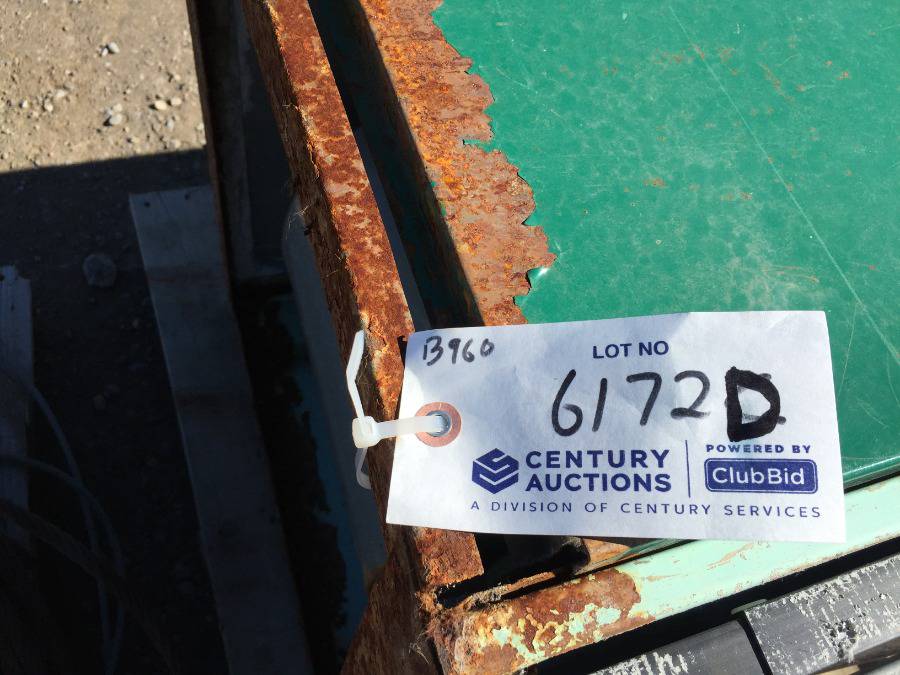 B960
LOT NO
6172D
CENTURY
AUCTIONS
POWERED BY
ClubBid
A DIVISION OF CENTURY SERVICES